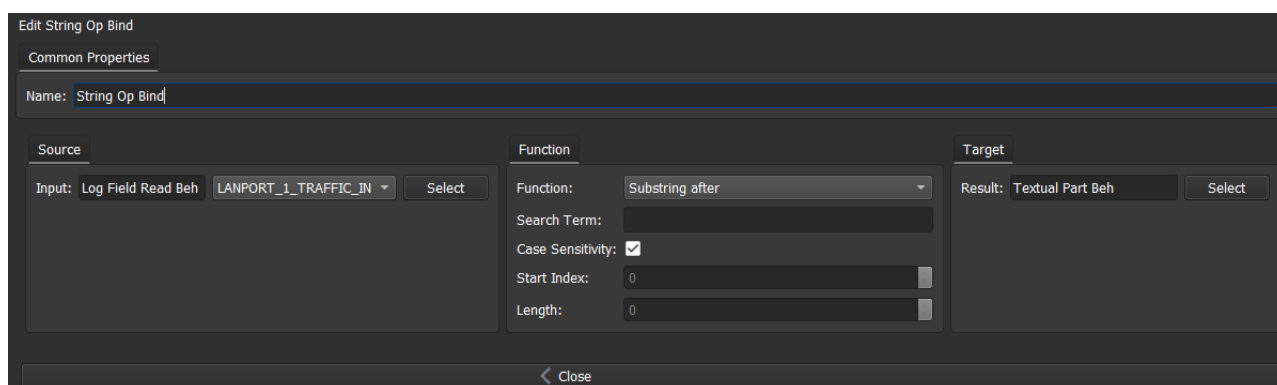 Edit String Op Bind
Common Properties
Name: String Op Bind
Source Function Target
Input: Log Field Read Beh LANPORT_1_TRAFFIC_IN Select Function: Substring after Result: Textual Part Beh Select
Search Term:
Case Sensitivity:
Start Index: 0
Length: 0
Close